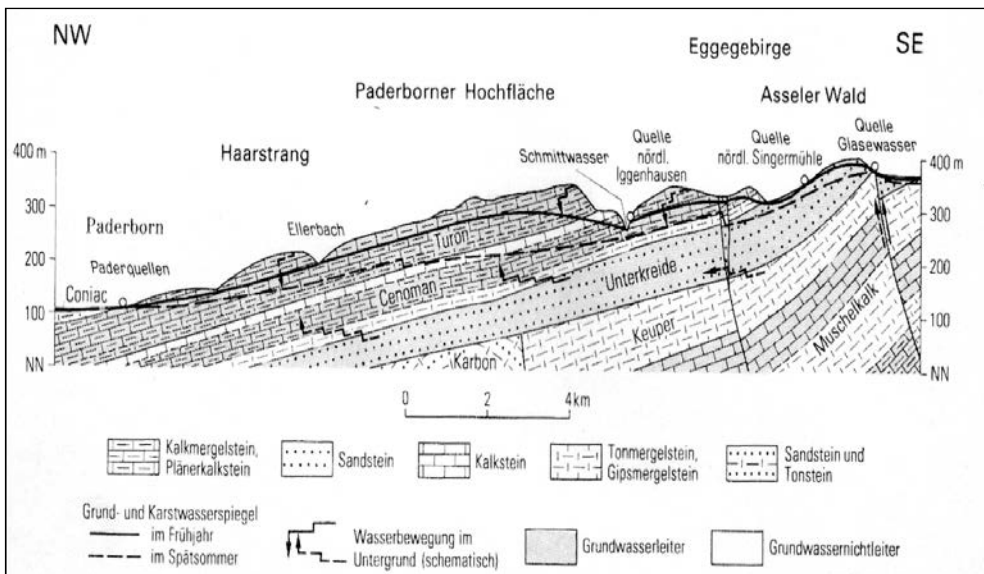 NW
Eggegebirge
SE
Paderborner Hochfläche
Asseler Wald
Haarstrang
Schmittwasser
Quelle
nördl.
Iggenhausen
Quelle
nördl. Singermühle
Quelle
Glasewasser
400 m
300
200
100
NN
400 m
300
200
100
NN
Paderborn
Ellerbach
Paderquellen
Coniac
Turon
Cenoman
Unterkreide
Keuper
Muschelkalk
Karbon
0 2 4 km
Kalkmergelstein,
Plänerkalkstein
Sandstein
Kalkstein
Tonmergelstein,
Gipsmergelstein
Sandstein und
Tonstein
Grund- und Karstwasserspiegel
im Frühjahr
im Spätsommer
Wasserbewegung im
Untergrund (schematisch)
Grundwasserleiter
Grundwassernichtleiter